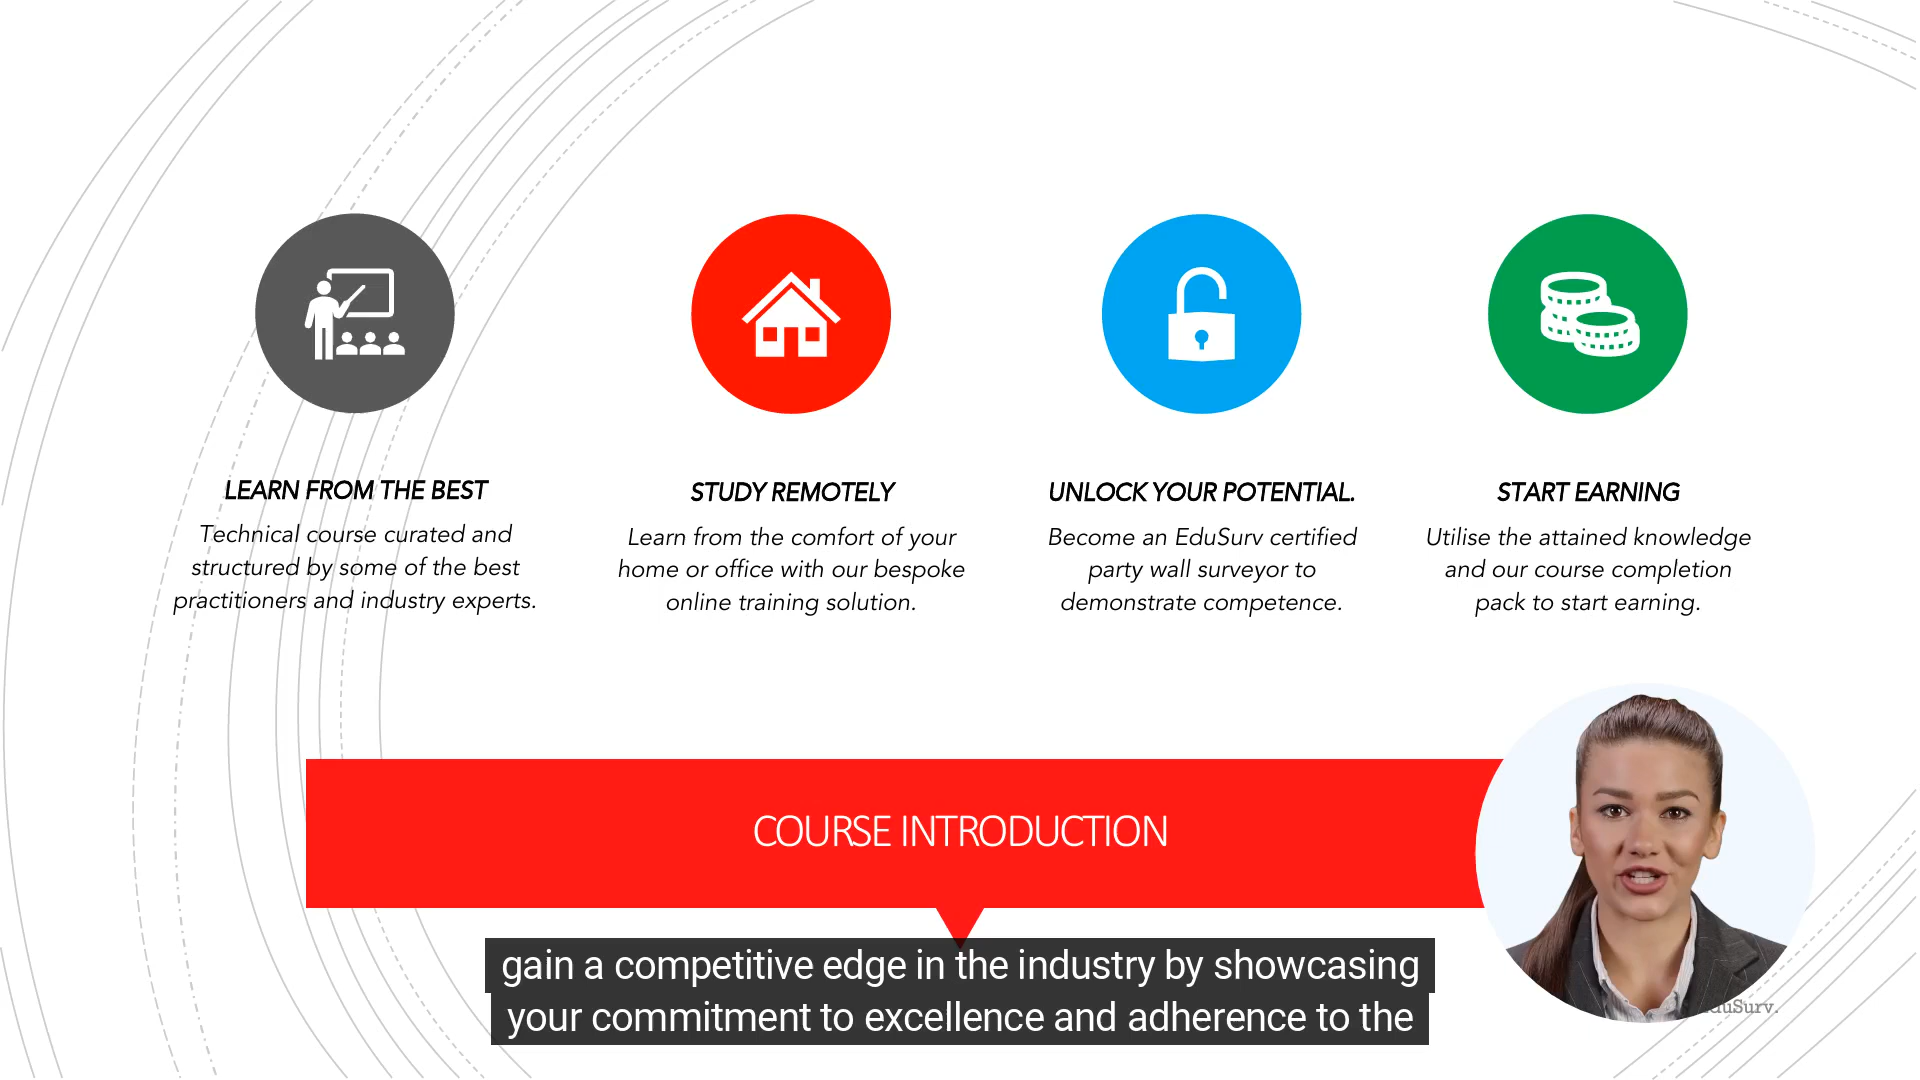 LEARN FROM THE BEST
Technical course curated and
structured by some of the best
practitioners and industry experts.
STUDY REMOTELY
Learn from the comfort of your
home or office with our bespoke
online training solution.
UNLOCK YOUR POTENTIAL.
Become an EduSurv certified
party wall surveyor to
demonstrate competence.
START EARNING
Utilise the attained knowledge
and our course completion
pack to start earning.
COURSE INTRODUCTION
gain a competitive edge in the industry by showcasing
your commitment to excellence and adherence to the
duSurv.